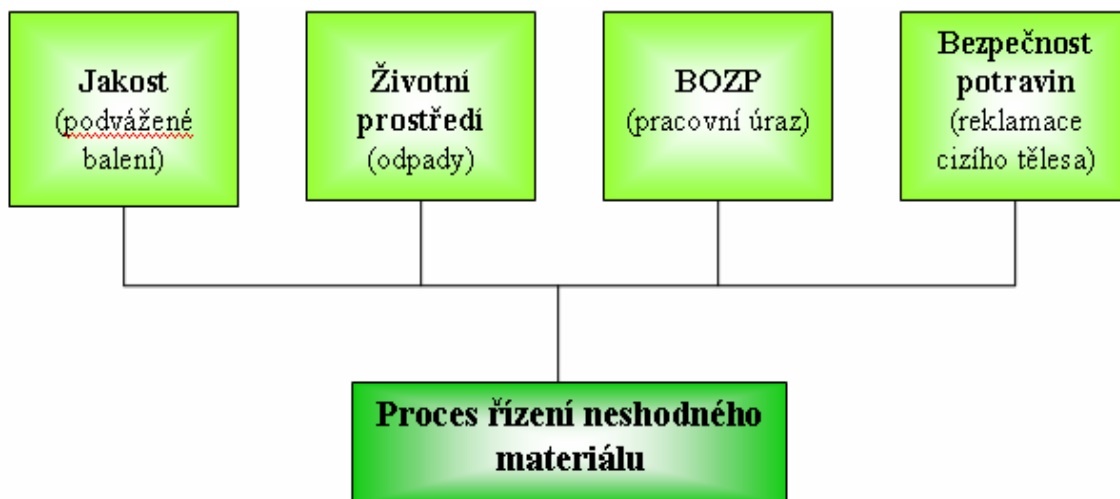 Jakost
(podvážené
balení)
Životní
prostředí
(odpady)
BOZP
(pracovní úraz)
Bezpečnost
potravin
(reklamace
cizího tělesa)
Proces řízení neshodného
materiálu